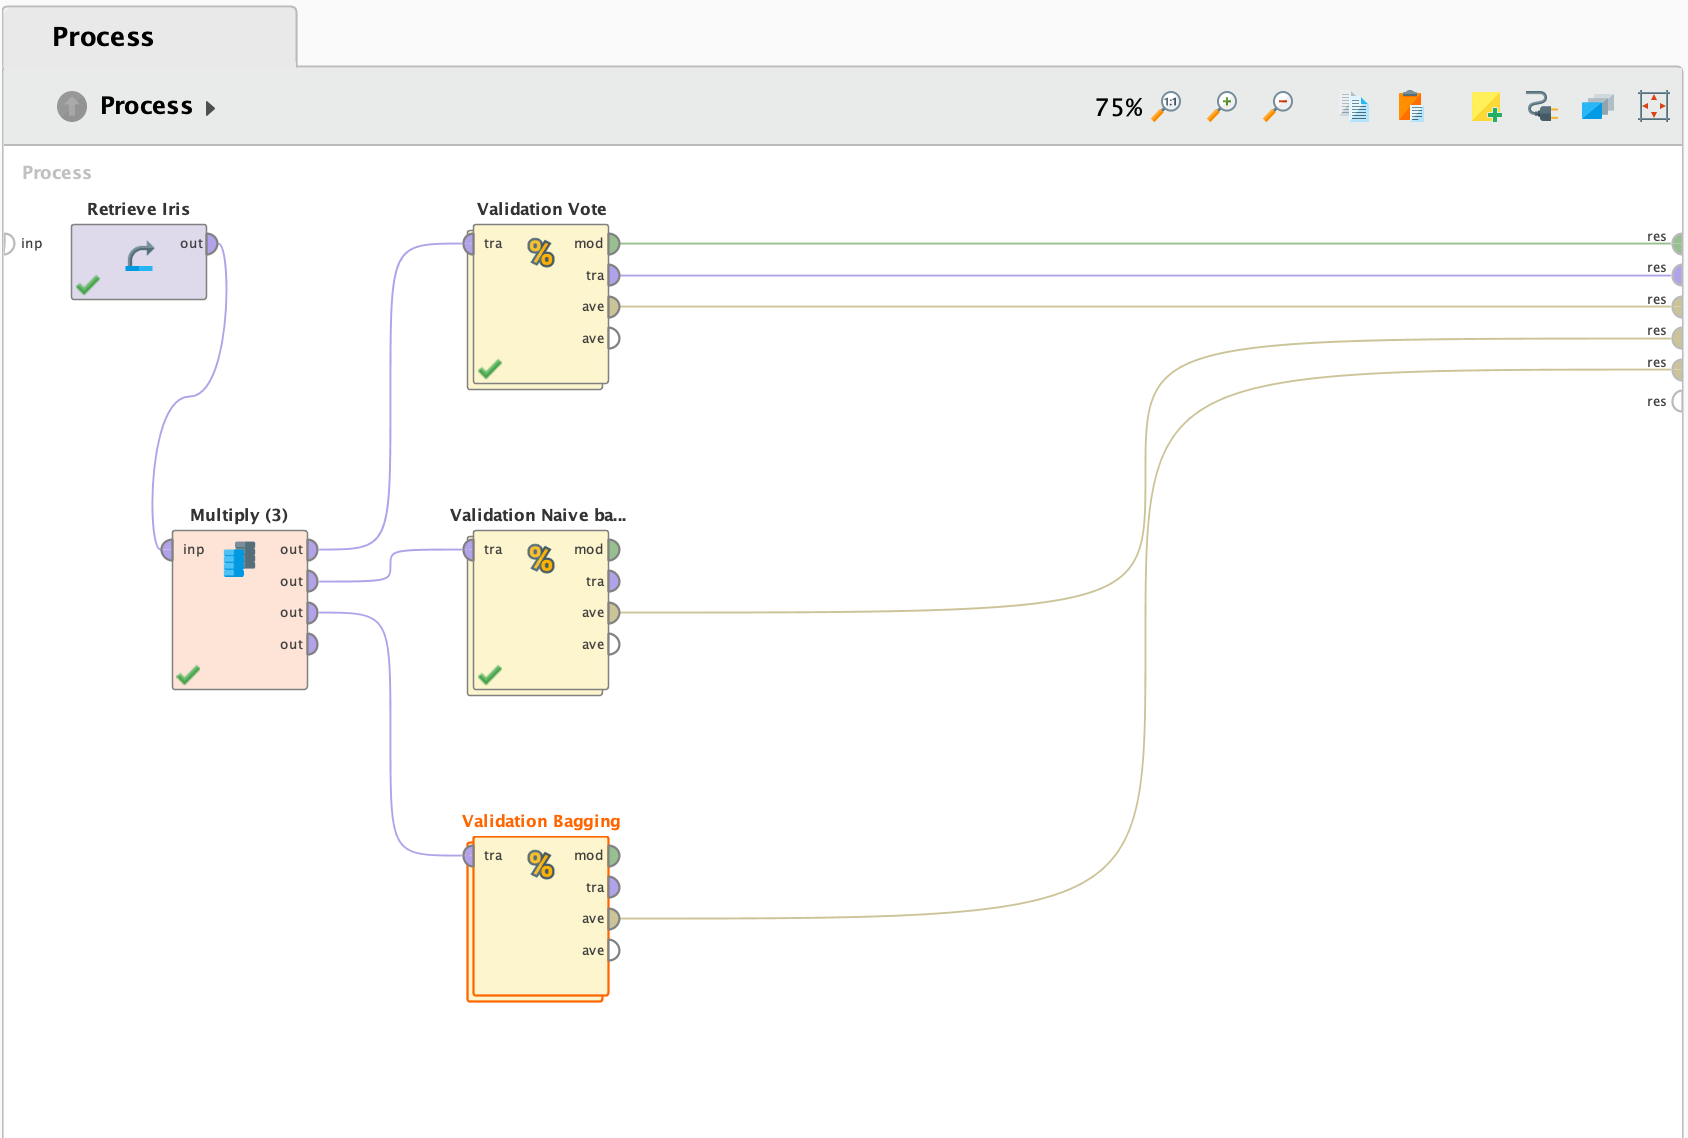 Process
Process
75%
1:1
Process
Retrieve Iris
Validation Vote
inp
out
tra
mod
res
tra
res
ave
res
ave
res
res
res
Multiply (3)
Validation Naive ba...
inp
out
tra
mod
out
tra
out
ave
out
ave
Validation Bagging
tra
mod
tra
ave
ave